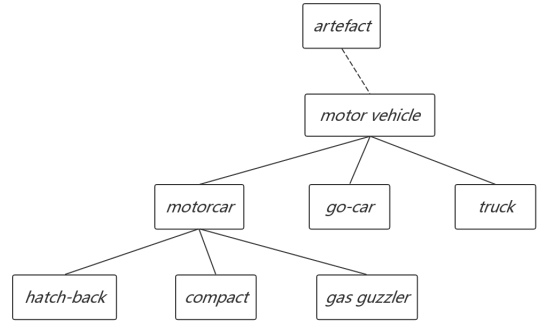 artefact
motor vehicle
motorcar
go-car
truck
hatch-back
compact
gas guzzler